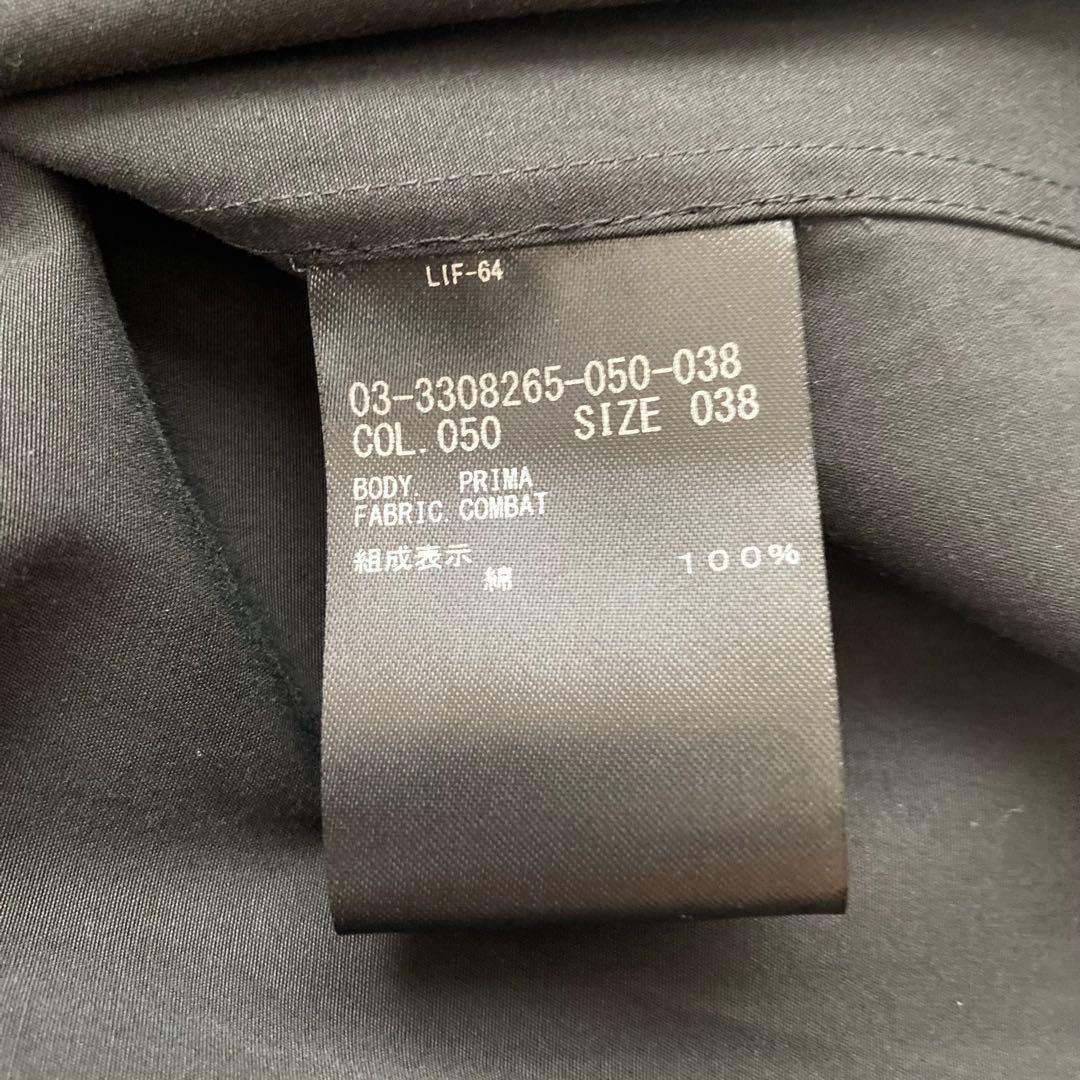 LIF-64
03-3308265-050-038
COL.050 SIZE 038
BODY. PRIMA
FABRIC. COMBAT
組成表示
綿 100%